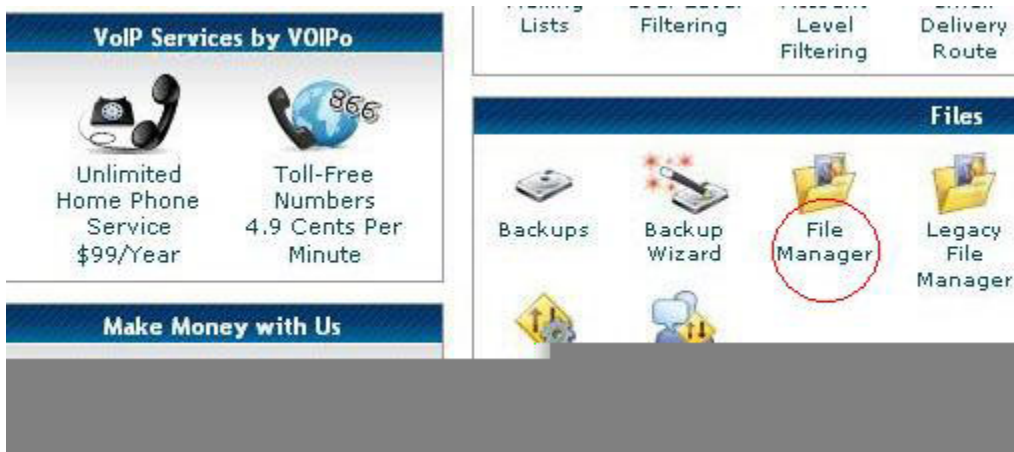 VoIP Services by VOIPo
866
Unlimited
Home Phone
Service
$99/Year
Toll-Free
Numbers
4.9 Cents Per
Minute
Make Money with Us
Lists
Filtering
Level
Filtering
Delivery
Route
Files
Backups
Backup
Wizard
File
Manager
Legacy
File
Manager